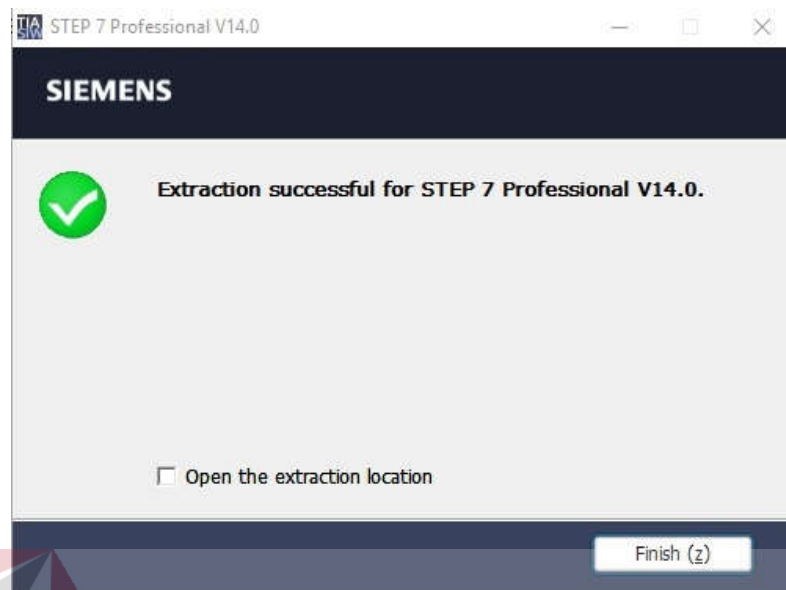 STEP 7 Professional V14.0
SIEMENS
Extraction successful for STEP 7 Professional V14.0.
Open the extraction location
Finish (z)